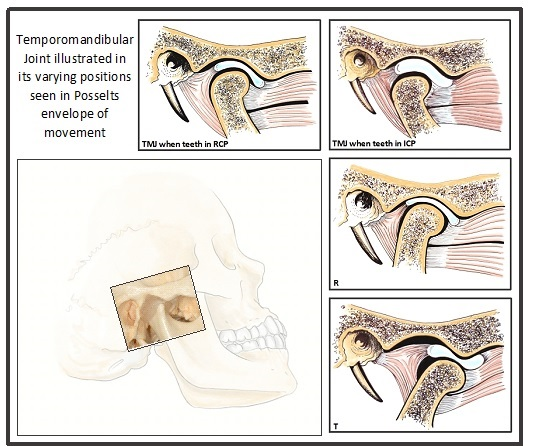 Temporomandibular
Joint illustrated in
its varying positions
seen in Posselts
envelope of
movement
TMJ when teeth in RCP
TMJ when teeth in ICP
R
T